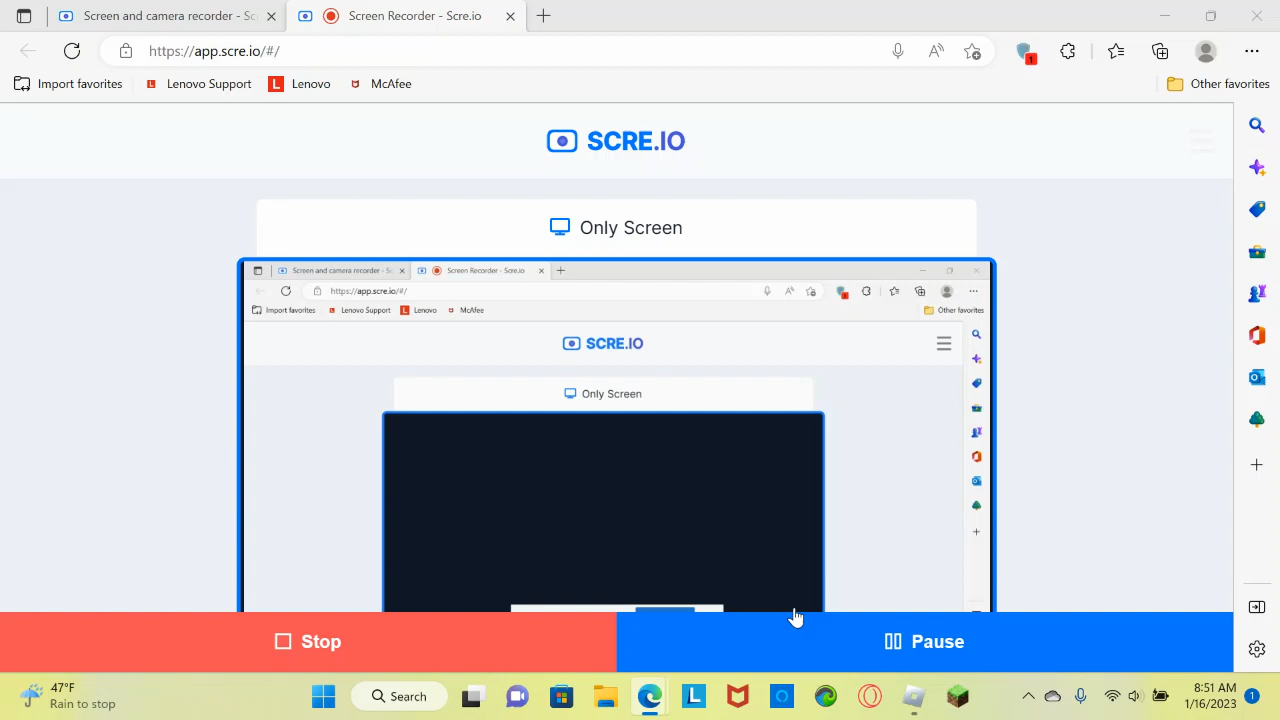 Screen and camera recorder -
Screen Recorder - Scre.io
https://app.scre.io/#/
1
Import favorites
L Lenovo Support
L Lenovo
McAfee
Other favorites
SCRE.IO
Only Screen
Screen and camera recorder - Sc
Screen Recorder - Scre.io
https://app.scre.io/#/
Import favorites
Lenovo Support
L Lenovo
McAfee
Other favorites
SCRE.IO
Only Screen
Stop
Pause
47°F
Rain to stop
Search
L
8:51 AM
1/16/2023
1